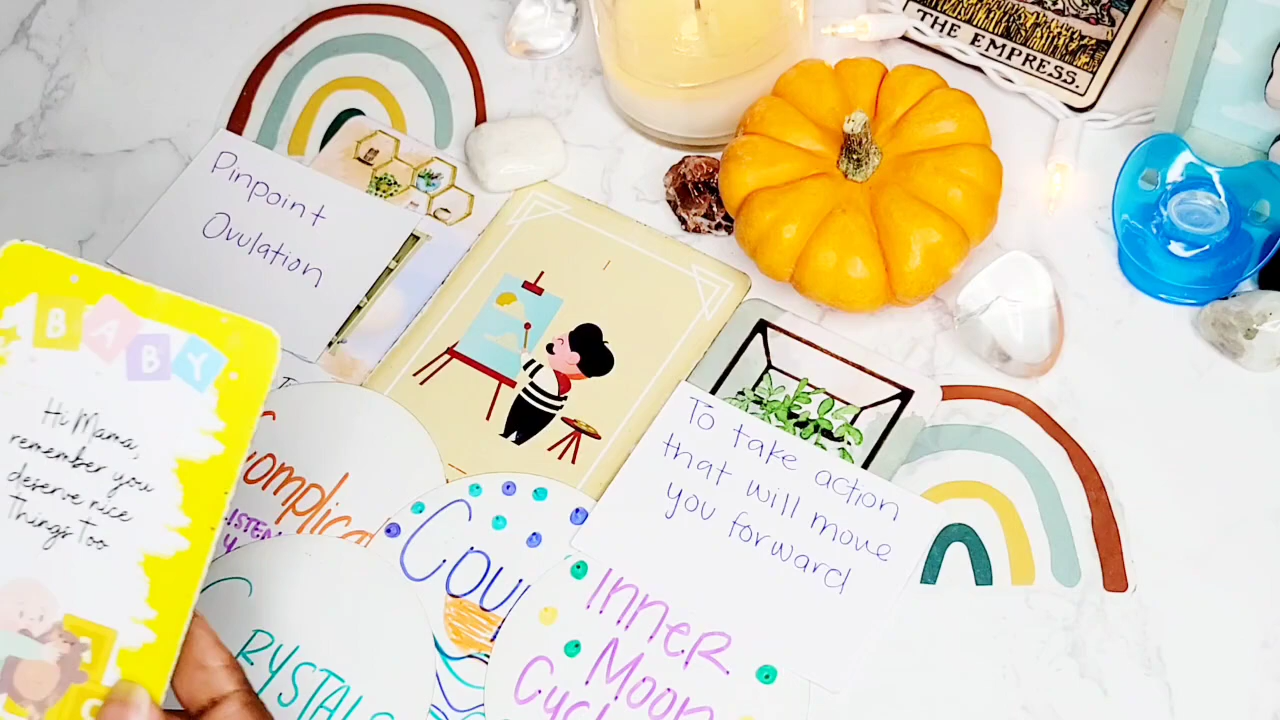 THE EMPRESS.
Pinpoint
Ovulation
BABY
Hi Mama,
remember you
deserve nice
Things Too
To take action
that will move
you forward
INNER
Moon